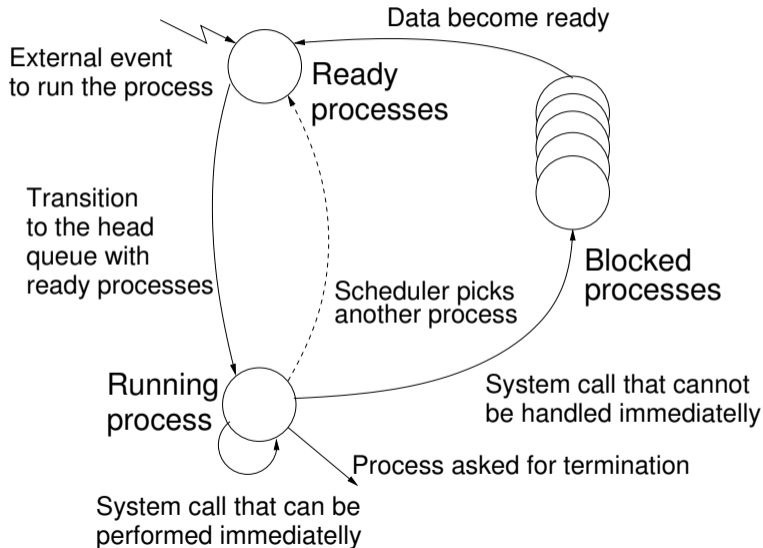 Data become ready
External event
to run the process
Ready
processes
Transition
to the head
queue with
ready processes
Blocked
processes
Scheduler picks
another process
Running
process
System call that cannot
be handled immediatelly
Process asked for termination
System call that can be
performed immediatelly